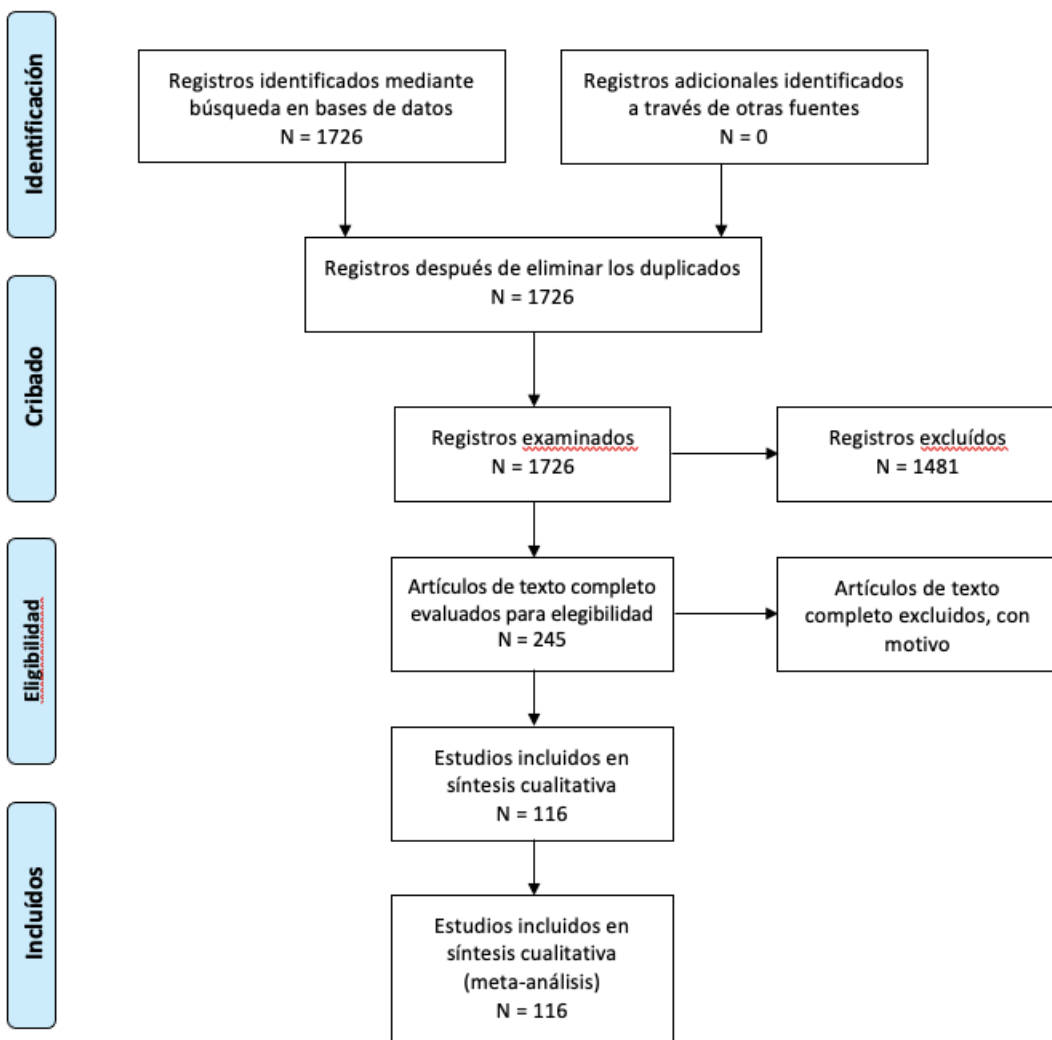 Identificación
Registros identificados mediante
búsqueda en bases de datos
N = 1726
Registros adicionales identificados
a través de otras fuentes
N = 0
Registros después de eliminar los duplicados
N = 1726
Cribado
Registros examinados
N = 1726
Registros excluídos
N = 1481
Eligibilidad
Artículos de texto completo
evaluados para elegibilidad
N = 245
Artículos de texto
completo excluidos, con
motivo
Estudios incluidos en
síntesis cualitativa
N = 116
Incluídos
Estudios incluidos en
síntesis cualitativa
(meta-análisis)
N = 116